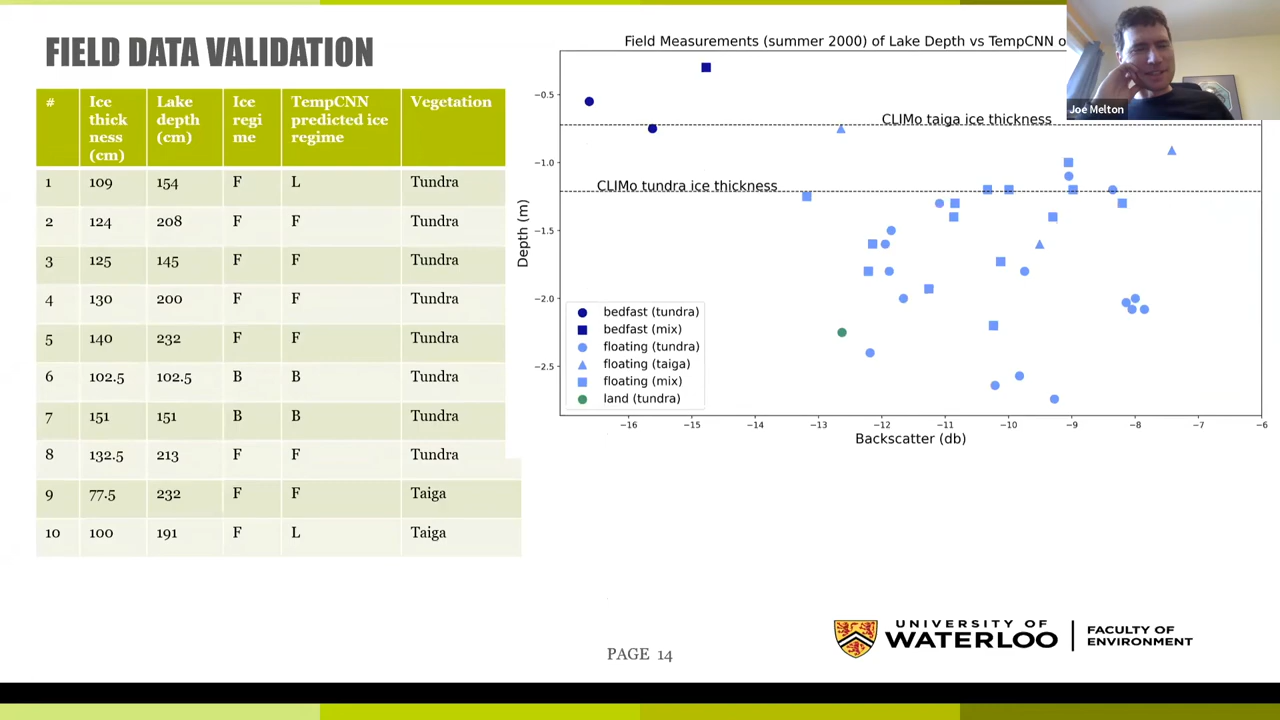 FIELD DATA VALIDATION
# Ice thick ness (cm) Lake depth (cm) Ice regi me TempCNN predicted ice regime Vegetation
1 109 154 F L Tundra
2 124 208 F F Tundra
3 125 145 F F Tundra
4 130 200 F F Tundra
5 140 232 F F Tundra
6 102.5 102.5 B B Tundra
7 151 151 B B Tundra
8 132.5 213 F F Tundra
9 77.5 232 F F Taiga
10 100 191 F L Taiga
Field Measurements (summer 2000) of Lake Depth vs TempCNN o
Joe Melton
CLIMo taiga ice thickness
CLIMo tundra ice thickness
Depth (m)
−0.5
−1.0
−1.5
−2.0
−2.5
bedfast (tundra)
bedfast (mix)
floating (tundra)
floating (taiga)
floating (mix)
land (tundra)
−16 −15 −14 −13 −12 −11 −10 −9 −8 −7 −6
Backscatter (db)
UNIVERSITY OF
WATERLOO
FACULTY OF
ENVIRONMENT
PAGE 14